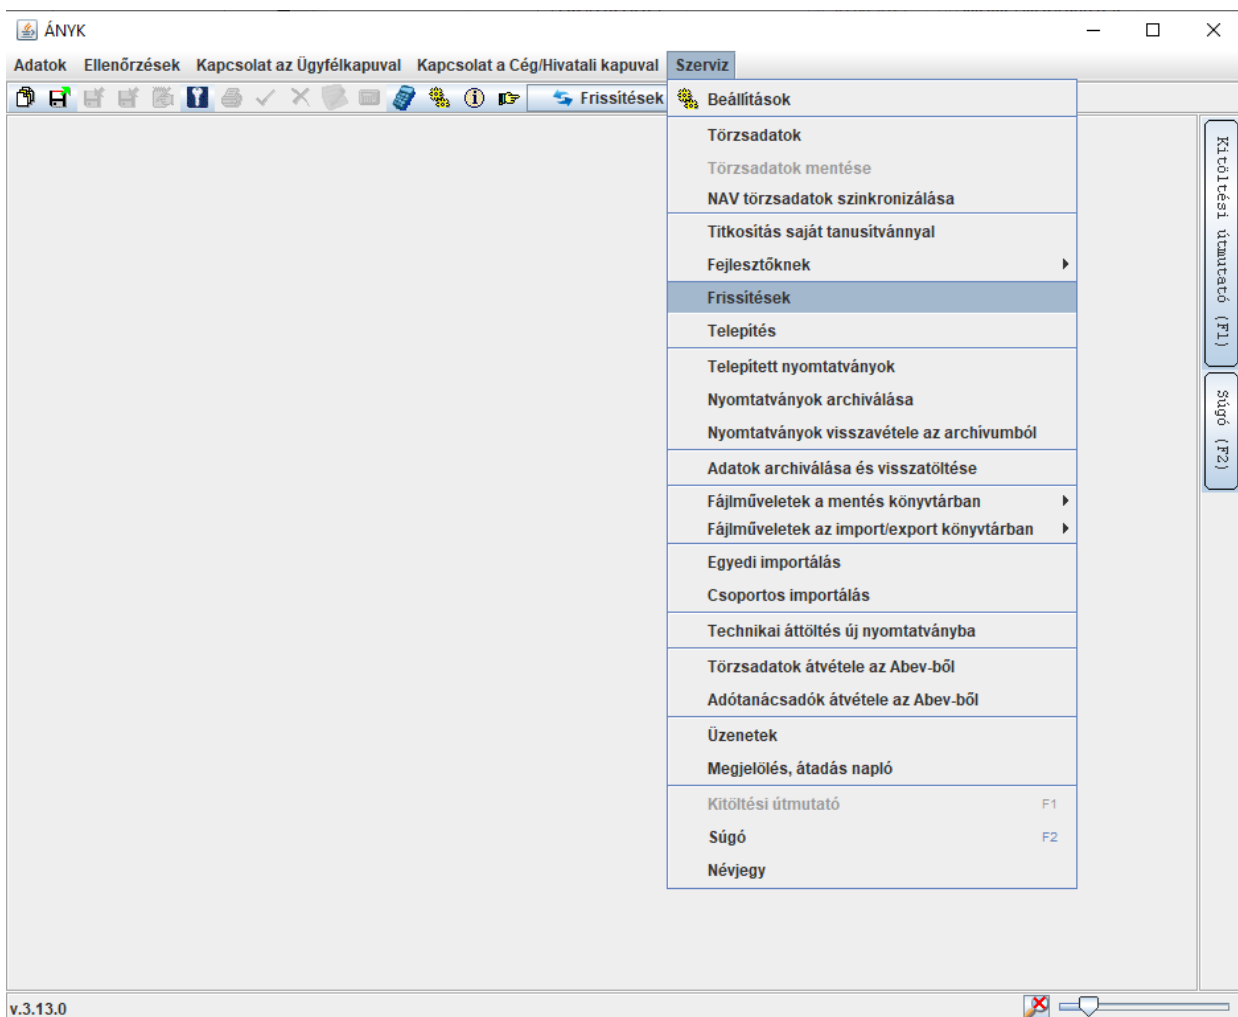 ÁNYK
Adatok Ellenőrzések Kapcsolat az Ügyfélkapuval Kapcsolat a Cég/Hivatali kapuval Szerviz
Frissítések
Beállítások
Törzsadatok
Törzsadatok mentése
NAV törzsadatok szinkronizálása
Titkosítás saját tanusítvánnyal
Fejlesztőknek
Frissítések
Telepítés
Telepített nyomtatványok
Nyomtatványok archiválása
Nyomtatványok visszavétele az archívumból
Adatok archiválása és visszatöltése
Fájlműveletek a mentés könyvtárban
Fájlműveletek az import/export könyvtárban
Egyedi importálás
Csoportos importálás
Technikai áttöltés új nyomtatványba
Törzsadatok átvétele az Abev-ből
Adótanácsadók átvétele az Abev-ből
Üzenetek
Megjelölés, átadás napló
Kitöltési útmutató F1
Súgó F2
Névjegy
Kitöltési útmutató (F1)
Súgó (F2)
v.3.13.0